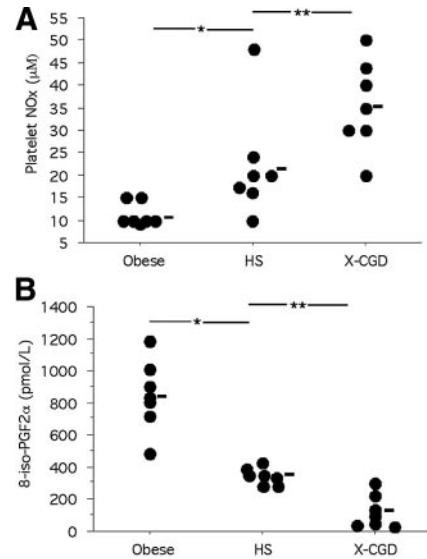 A
Platelet NOx (µM)
55
50
45
40
35
30
25
20
15
10
5
*
**
Obese
HS
X-CGD
B
8-iso-PGF2α (pmol/L)
1400
1200
1000
800
600
400
200
0
*
**
Obese
HS
X-CGD